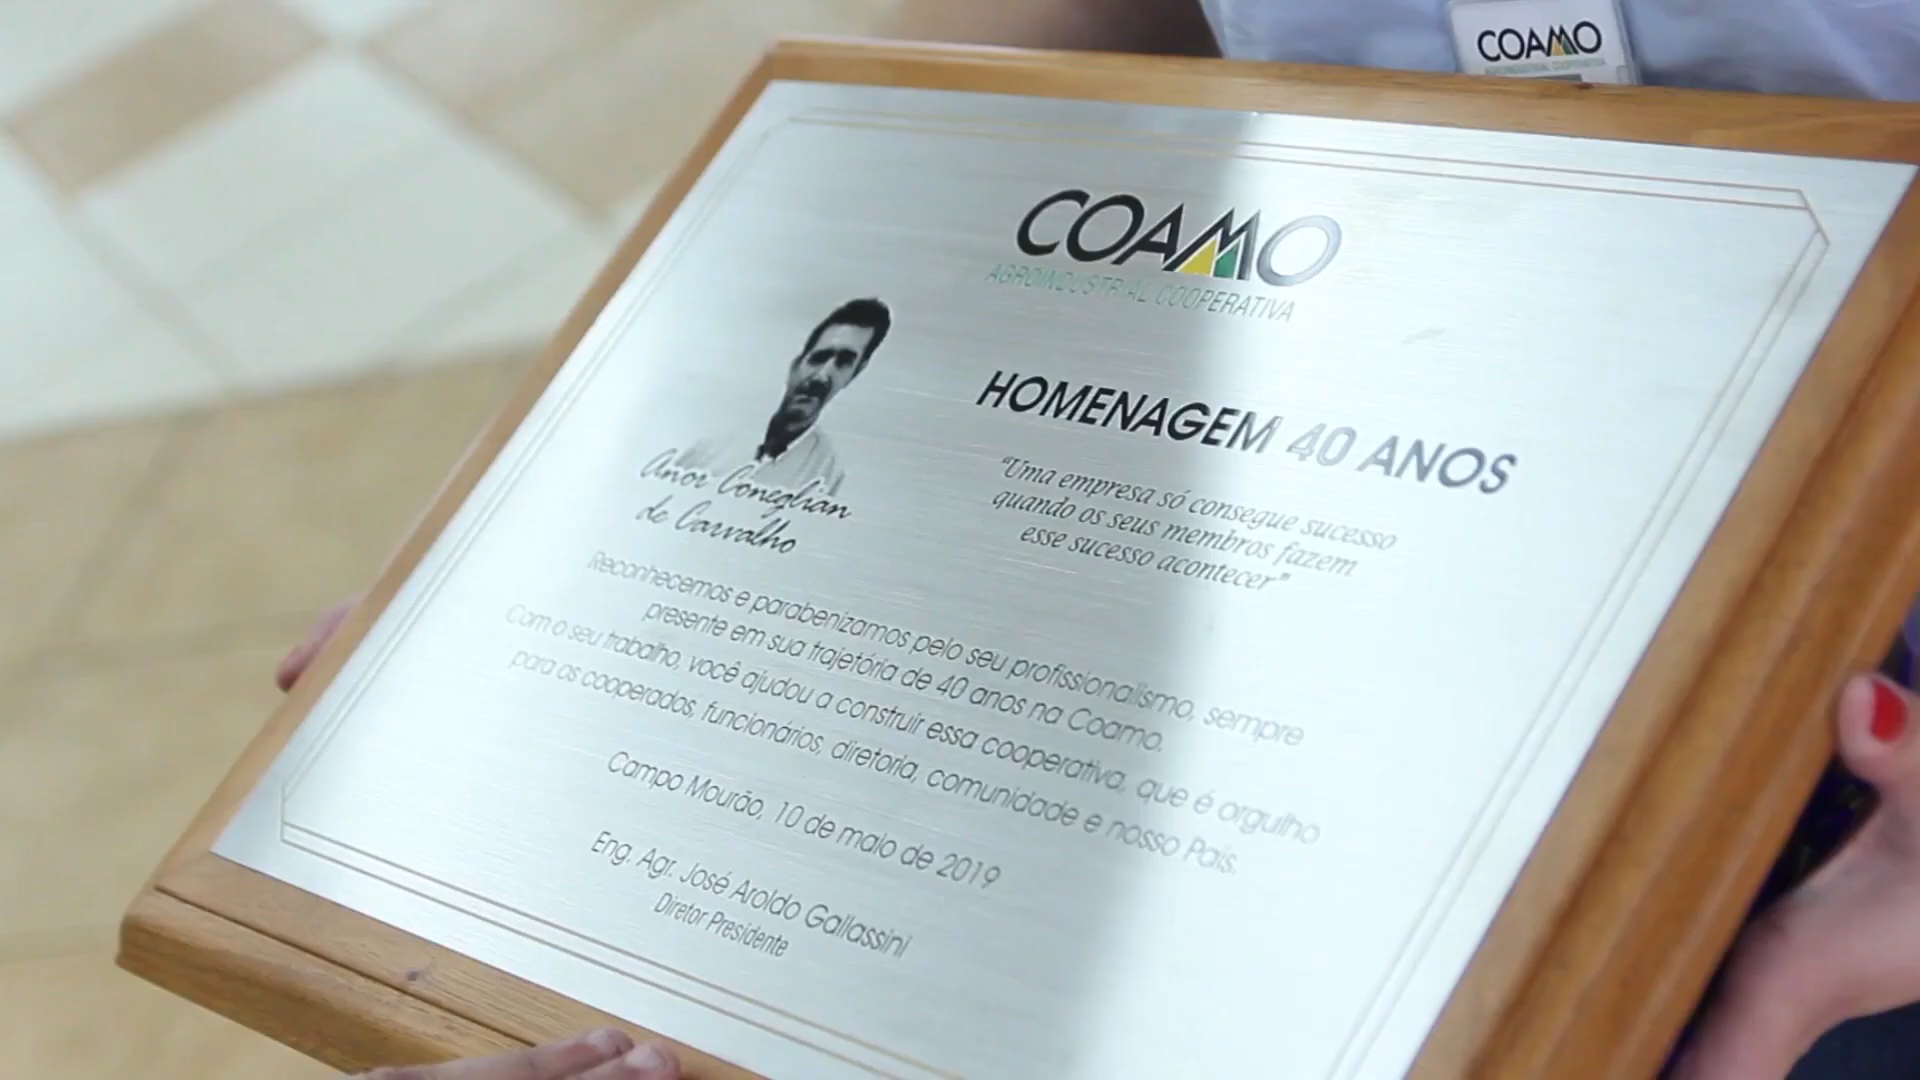 COAMO
AGROINDUSTRIAL COOPERATIVA
COAMO
AGROINDUSTRIAL COOPERATIVA
HOMENAGEM 40 ANOS
"Uma empresa só consegue sucesso
quando os seus membros fazem
esse sucesso acontecer"
Anor Coneglian
de Carvalho
Reconhecemos e parabenizamos pelo seu profissionalismo, sempre
presente em sua trajetória de 40 anos na Coamo.
Com o seu trabalho, você ajudou a construir essa cooperativa, que é orgulho
para os cooperados, funcionários, diretoria, comunidade e nosso País.
Campo Mourão, 10 de maio de 2019
Eng. Agr. José Aroldo Gallassini
Diretor Presidente